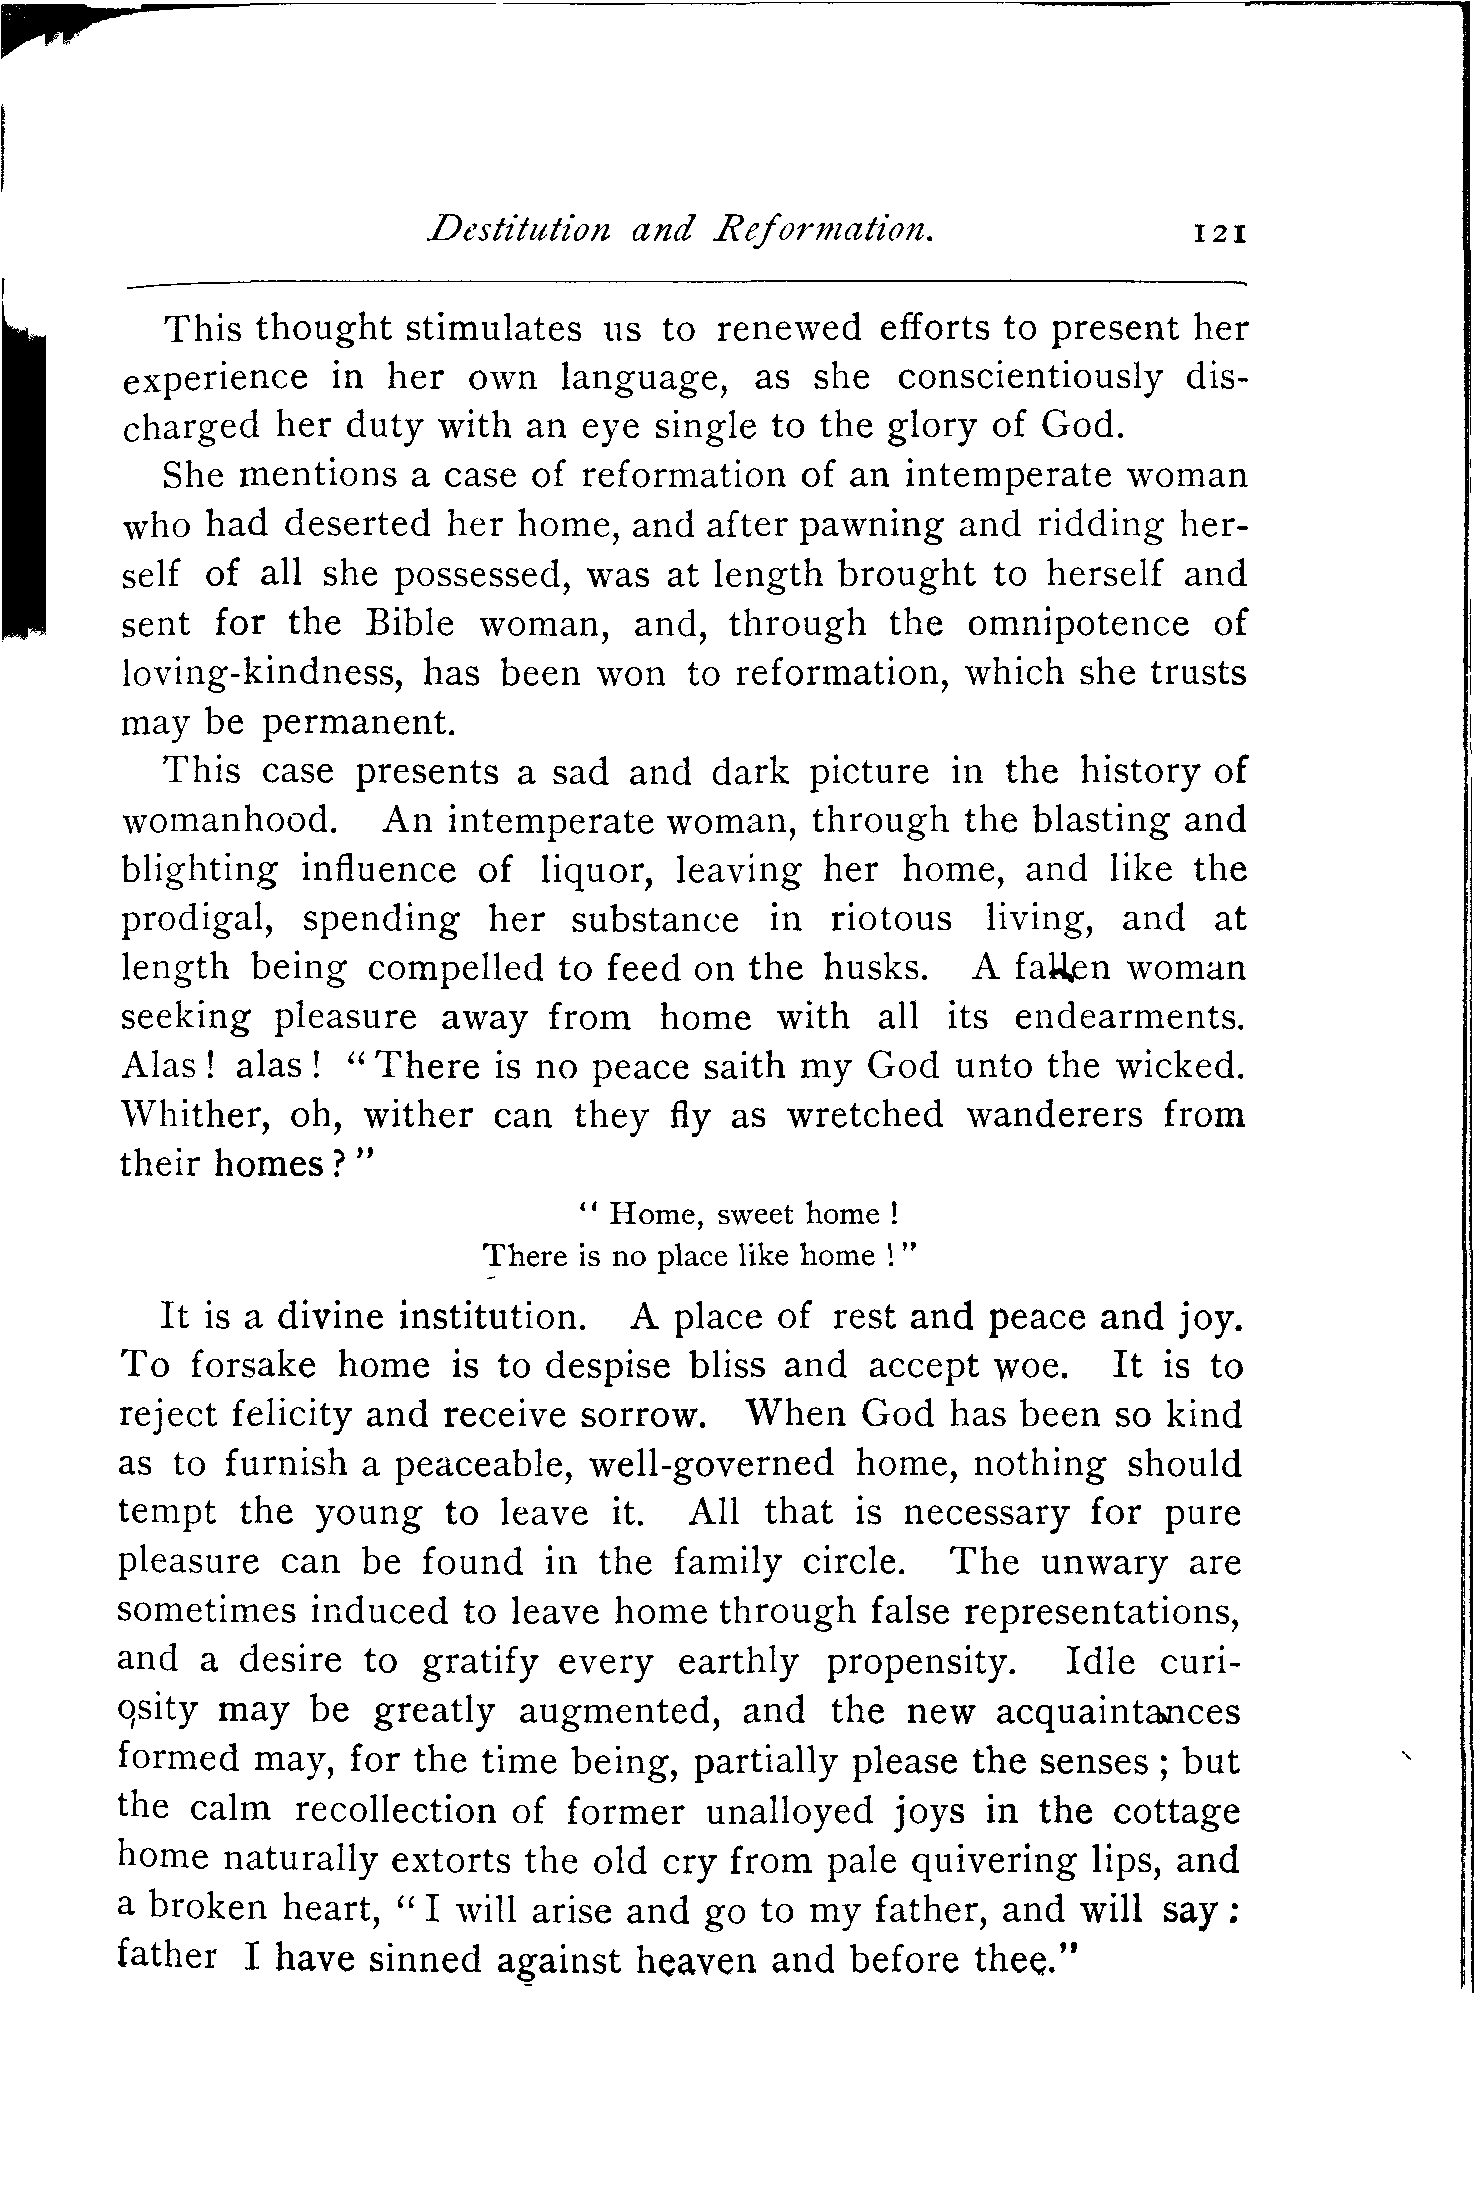 Destitution and Reformation. 121
This thought stimulates us to renewed efforts to present her
experience in her own language, as she conscientiously dis-
charged her duty with an eye single to the glory of God.
She mentions a case of reformation of an intemperate woman
who had deserted her home, and after pawning and ridding her-
self of all she possessed, was at length brought to herself and
sent for the Bible woman, and, through the omnipotence of
loving-kindness, has been won to reformation, which she trusts
may be permanent.
This case presents a sad and dark picture in the history of
womanhood. An intemperate woman, through the blasting and
blighting influence of liquor, leaving her home, and like the
prodigal, spending her substance in riotous living, and at
length being compelled to feed on the husks. A fallen woman
seeking pleasure away from home with all its endearments.
Alas! alas! "There is no peace saith my God unto the wicked.
Whither, oh, wither can they fly as wretched wanderers from
their homes?"
"Home, sweet home!
There is no place like home!"
It is a divine institution. A place of rest and peace and joy.
To forsake home is to despise bliss and accept woe. It is to
reject felicity and receive sorrow. When God has been so kind
as to furnish a peaceable, well-governed home, nothing should
tempt the young to leave it. All that is necessary for pure
pleasure can be found in the family circle. The unwary are
sometimes induced to leave home through false representations,
and a desire to gratify every earthly propensity. Idle curi-
osity may be greatly augmented, and the new acquaintances
formed may, for the time being, partially please the senses; but
the calm recollection of former unalloyed joys in the cottage
home naturally extorts the old cry from pale quivering lips, and
a broken heart, "I will arise and go to my father, and will say:
father I have sinned against heaven and before thee."